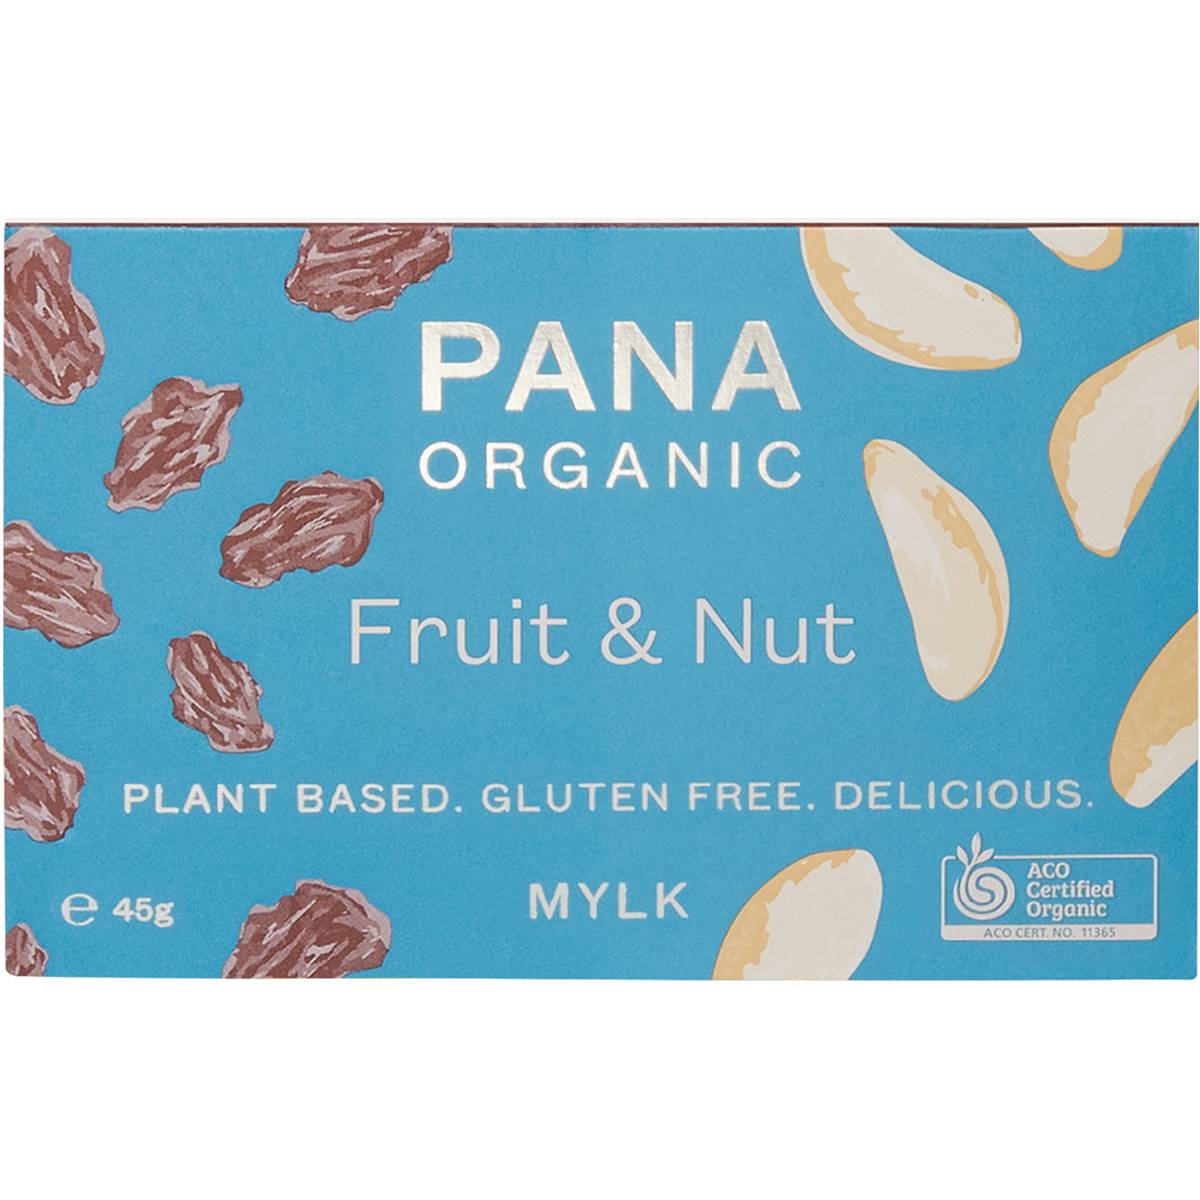 PANA
ORGANIC
Fruit & Nut
PLANT BASED. GLUTEN FREE. DELICIOUS.
MYLK
℮ 45g
ACO
Certified
Organic
ACO CERT. NO. 11365